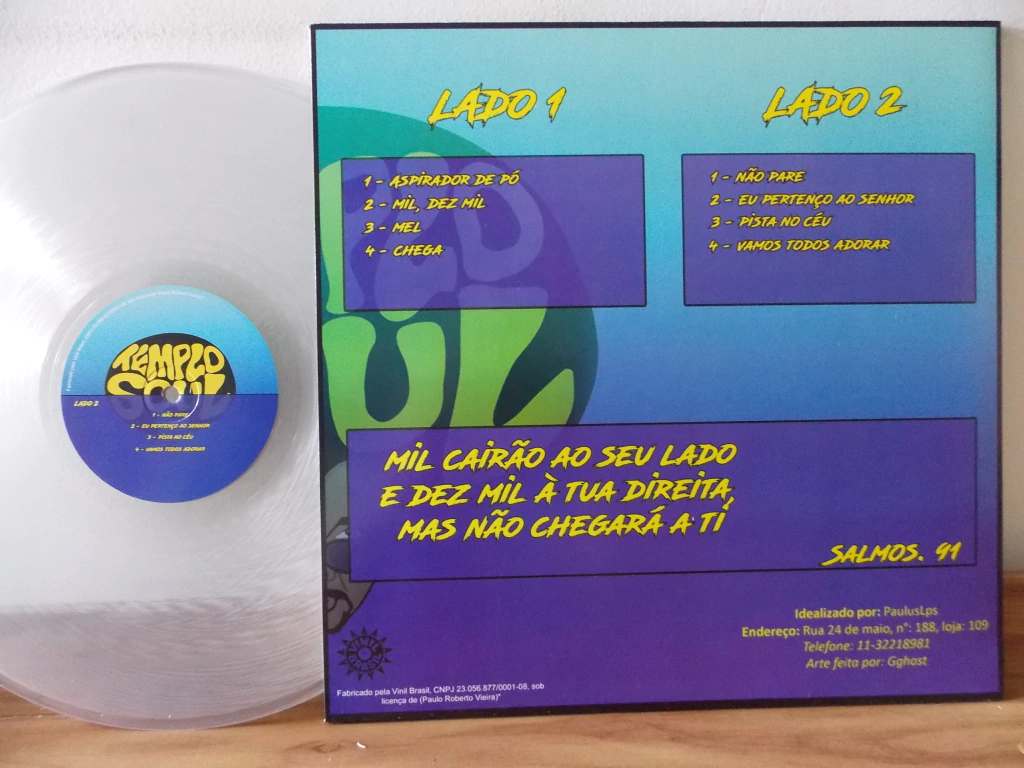 LADO 1
1 - ASPIRADOR DE PÓ
2 - MIL, DEZ MIL
3 - MEL
4 - CHEGA
LADO 2
1 - NÃO PARE
2 - EU PERTENÇO AO SENHOR
3 - PISTA NO CÉU
4 - VAMOS TODOS ADORAR
MIL CAIRÃO AO SEU LADO
E DEZ MIL À TUA DIREITA,
MAS NÃO CHEGARÁ A TI
SALMOS. 91
Idealizado por: PaulusLps
Endereço: Rua 24 de maio, n°: 188, loja: 109
Telefone: 11-32218981
Arte feita por: Gghost
Fabricado pela Vinil Brasil, CNPJ 23.056.877/0001-08, sob
licença de (Paulo Roberto Vieira)"
TEMPLO
SOUL
LADO 2
1 - NÃO PARE
2 - EU PERTENÇO AO SENHOR
3 - PISTA NO CÉU
4 - VAMOS TODOS ADORAR